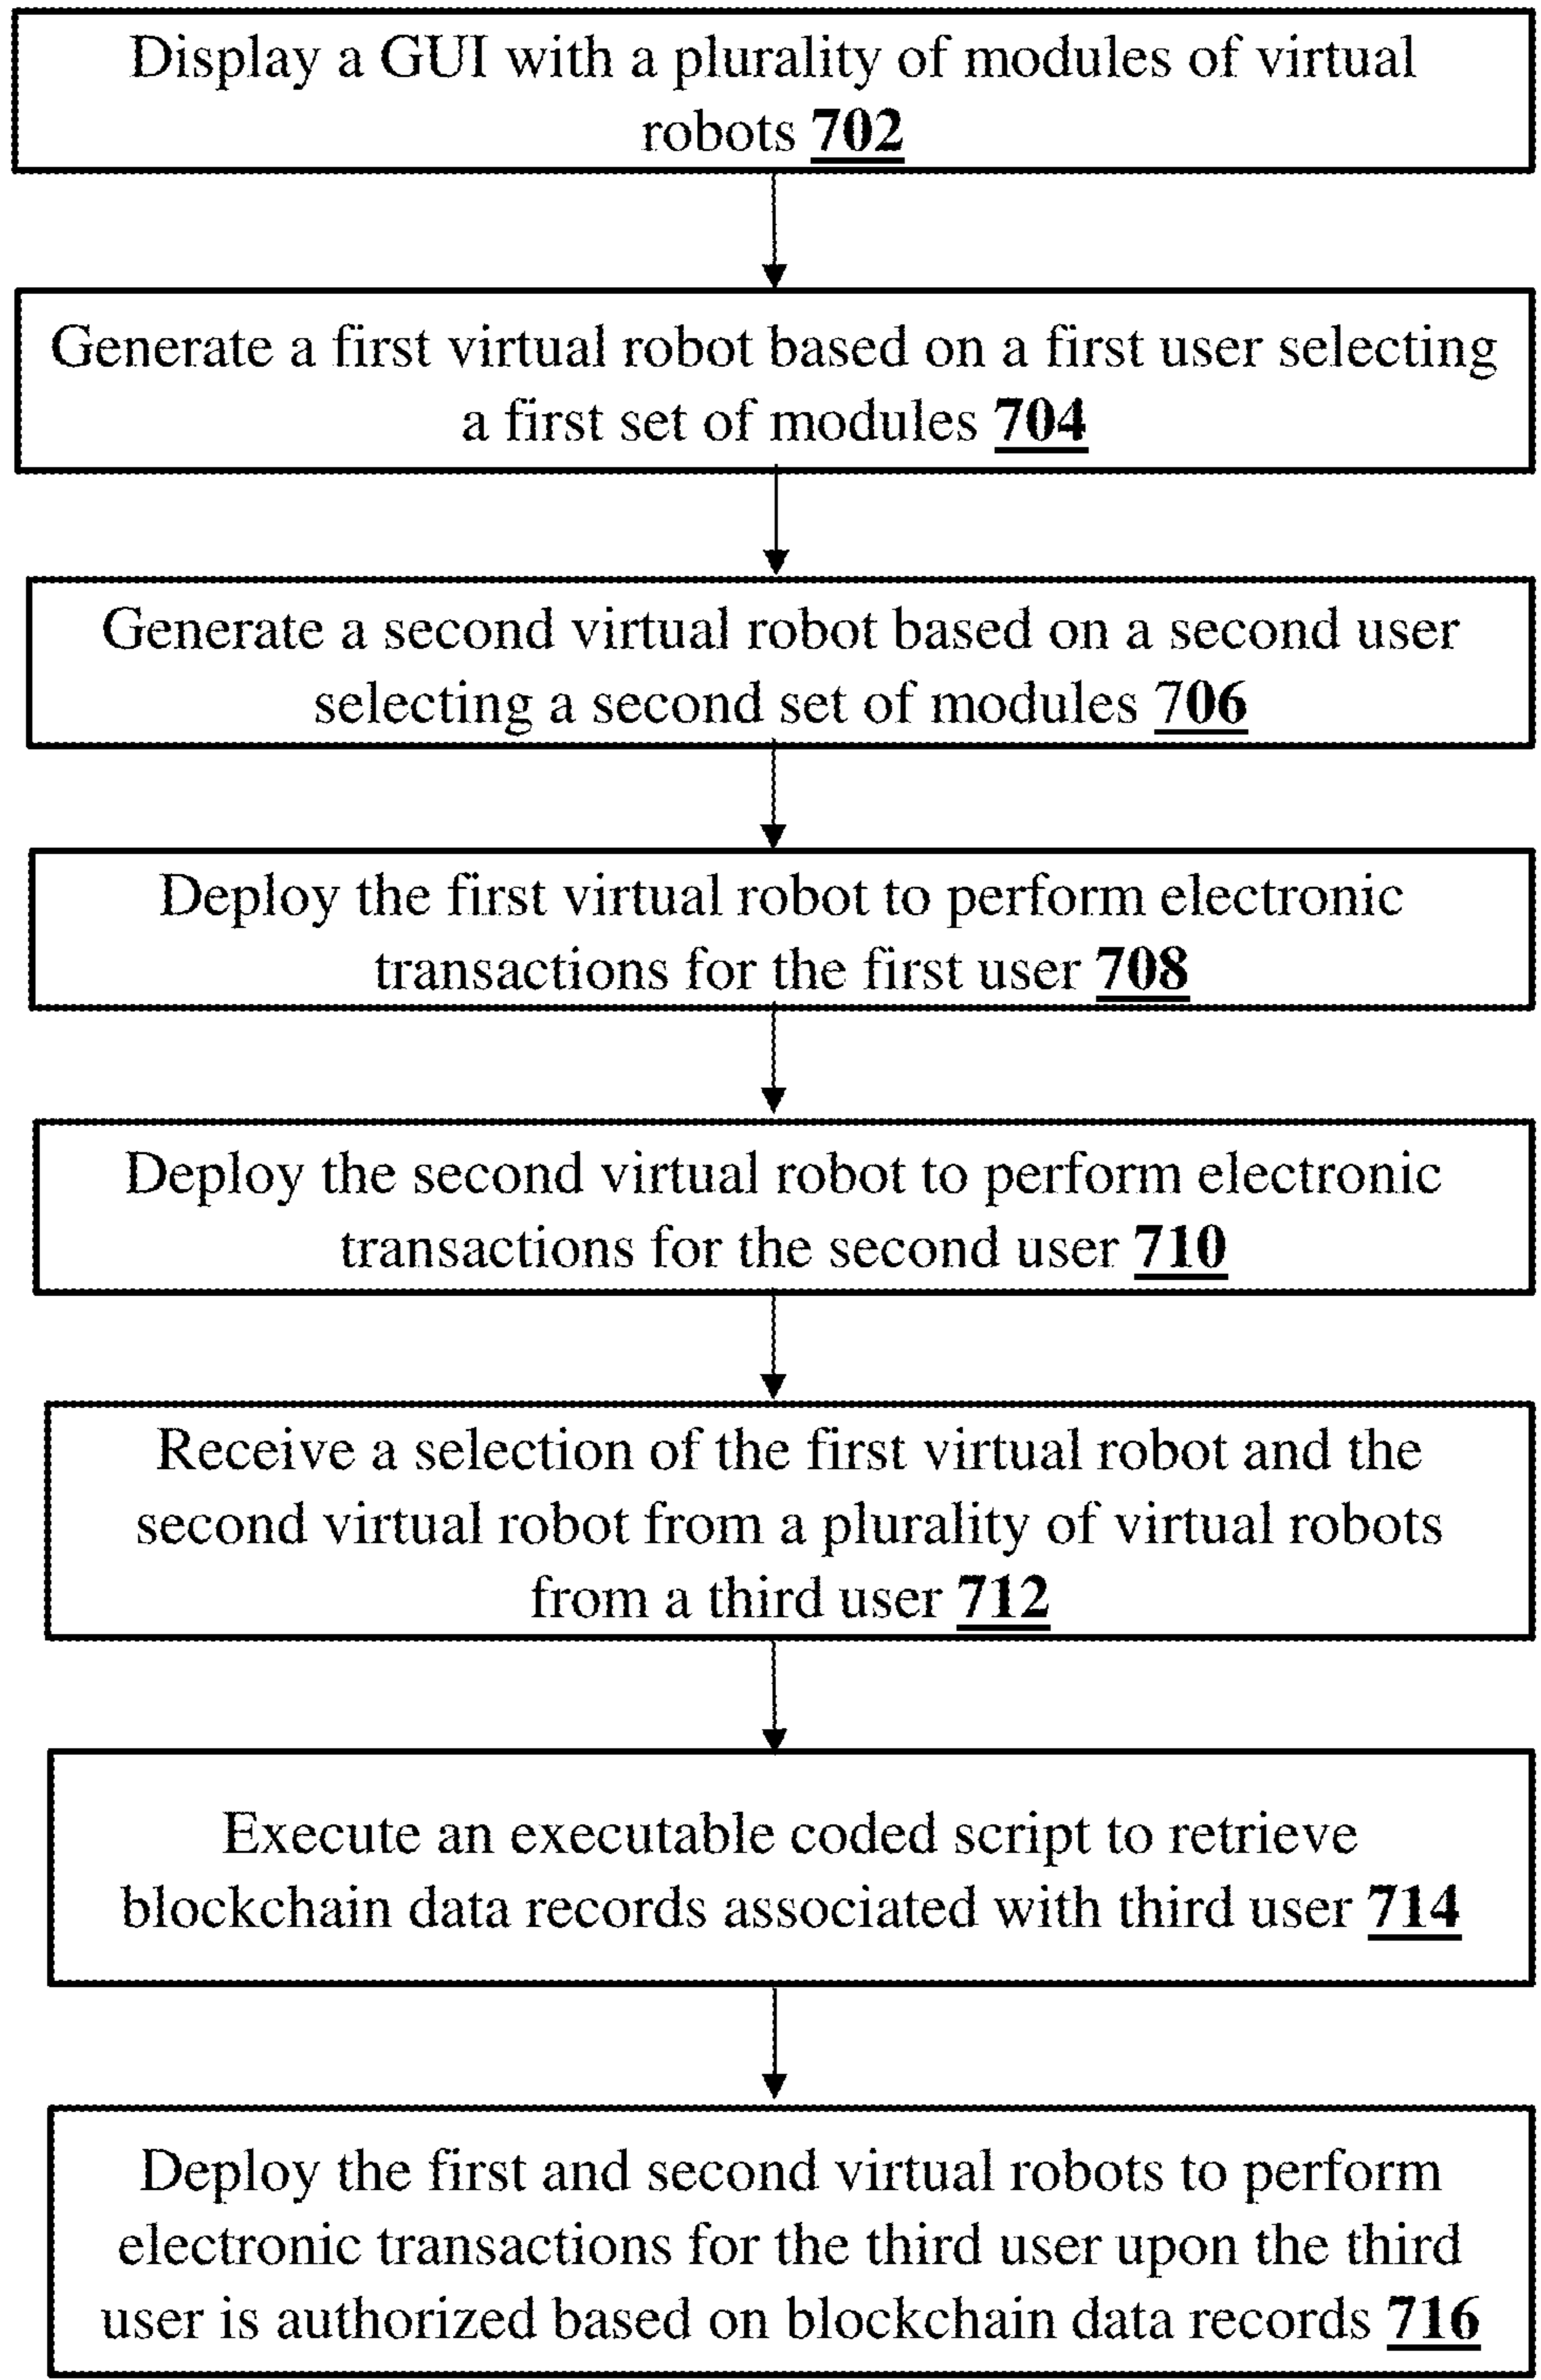 Display a GUI with a plurality of modules of virtual
robots 702
Generate a first virtual robot based on a first user selecting
a first set of modules 704
Generate a second virtual robot based on a second user
selecting a second set of modules 706
Deploy the first virtual robot to perform electronic
transactions for the first user 708
Deploy the second virtual robot to perform electronic
transactions for the second user 710
Receive a selection of the first virtual robot and the
second virtual robot from a plurality of virtual robots
from a third user 712
Execute an executable coded script to retrieve
blockchain data records associated with third user 714
Deploy the first and second virtual robots to perform
electronic transactions for the third user upon the third
user is authorized based on blockchain data records 716